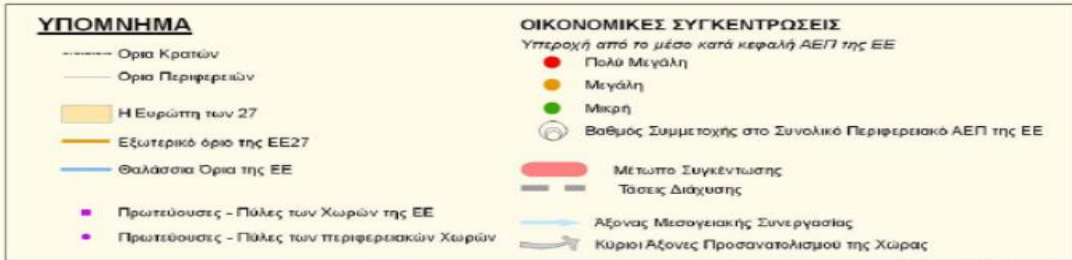 ΥΠΟΜΝΗΜΑ
Ορια Κρατών
Όρια Περιφερειών
Η Ευρώπη των 27
Εξωτερικό όριο της ΕΕ27
Θαλάσσια Όρια της ΕΕ
Πρωτεύουσες - Πύλες των Χωρών της ΕΕ
Πρωτεύουσες - Πύλες των περιφερειακών Χωρών
ΟΙΚΟΝΟΜΙΚΕΣ ΣΥΓΚΕΝΤΡΩΣΕΙΣ
Υπεροχή από το μέσο κατά κεφαλή ΑΕΠ της ΕΕ
Πολύ Μεγάλη
Μεγάλη
Μικρή
Βαθμός Συμμετοχής στο Συνολικό Περιφερειακό ΑΕΠ της ΕΕ
Μέτωπο Συγκέντωσης
Τάσεις Διάχυσης
Άξονας Μεσογειακής Συνεργασίας
Κύριοι Άξονες Προσανατολισμού της Χώρας